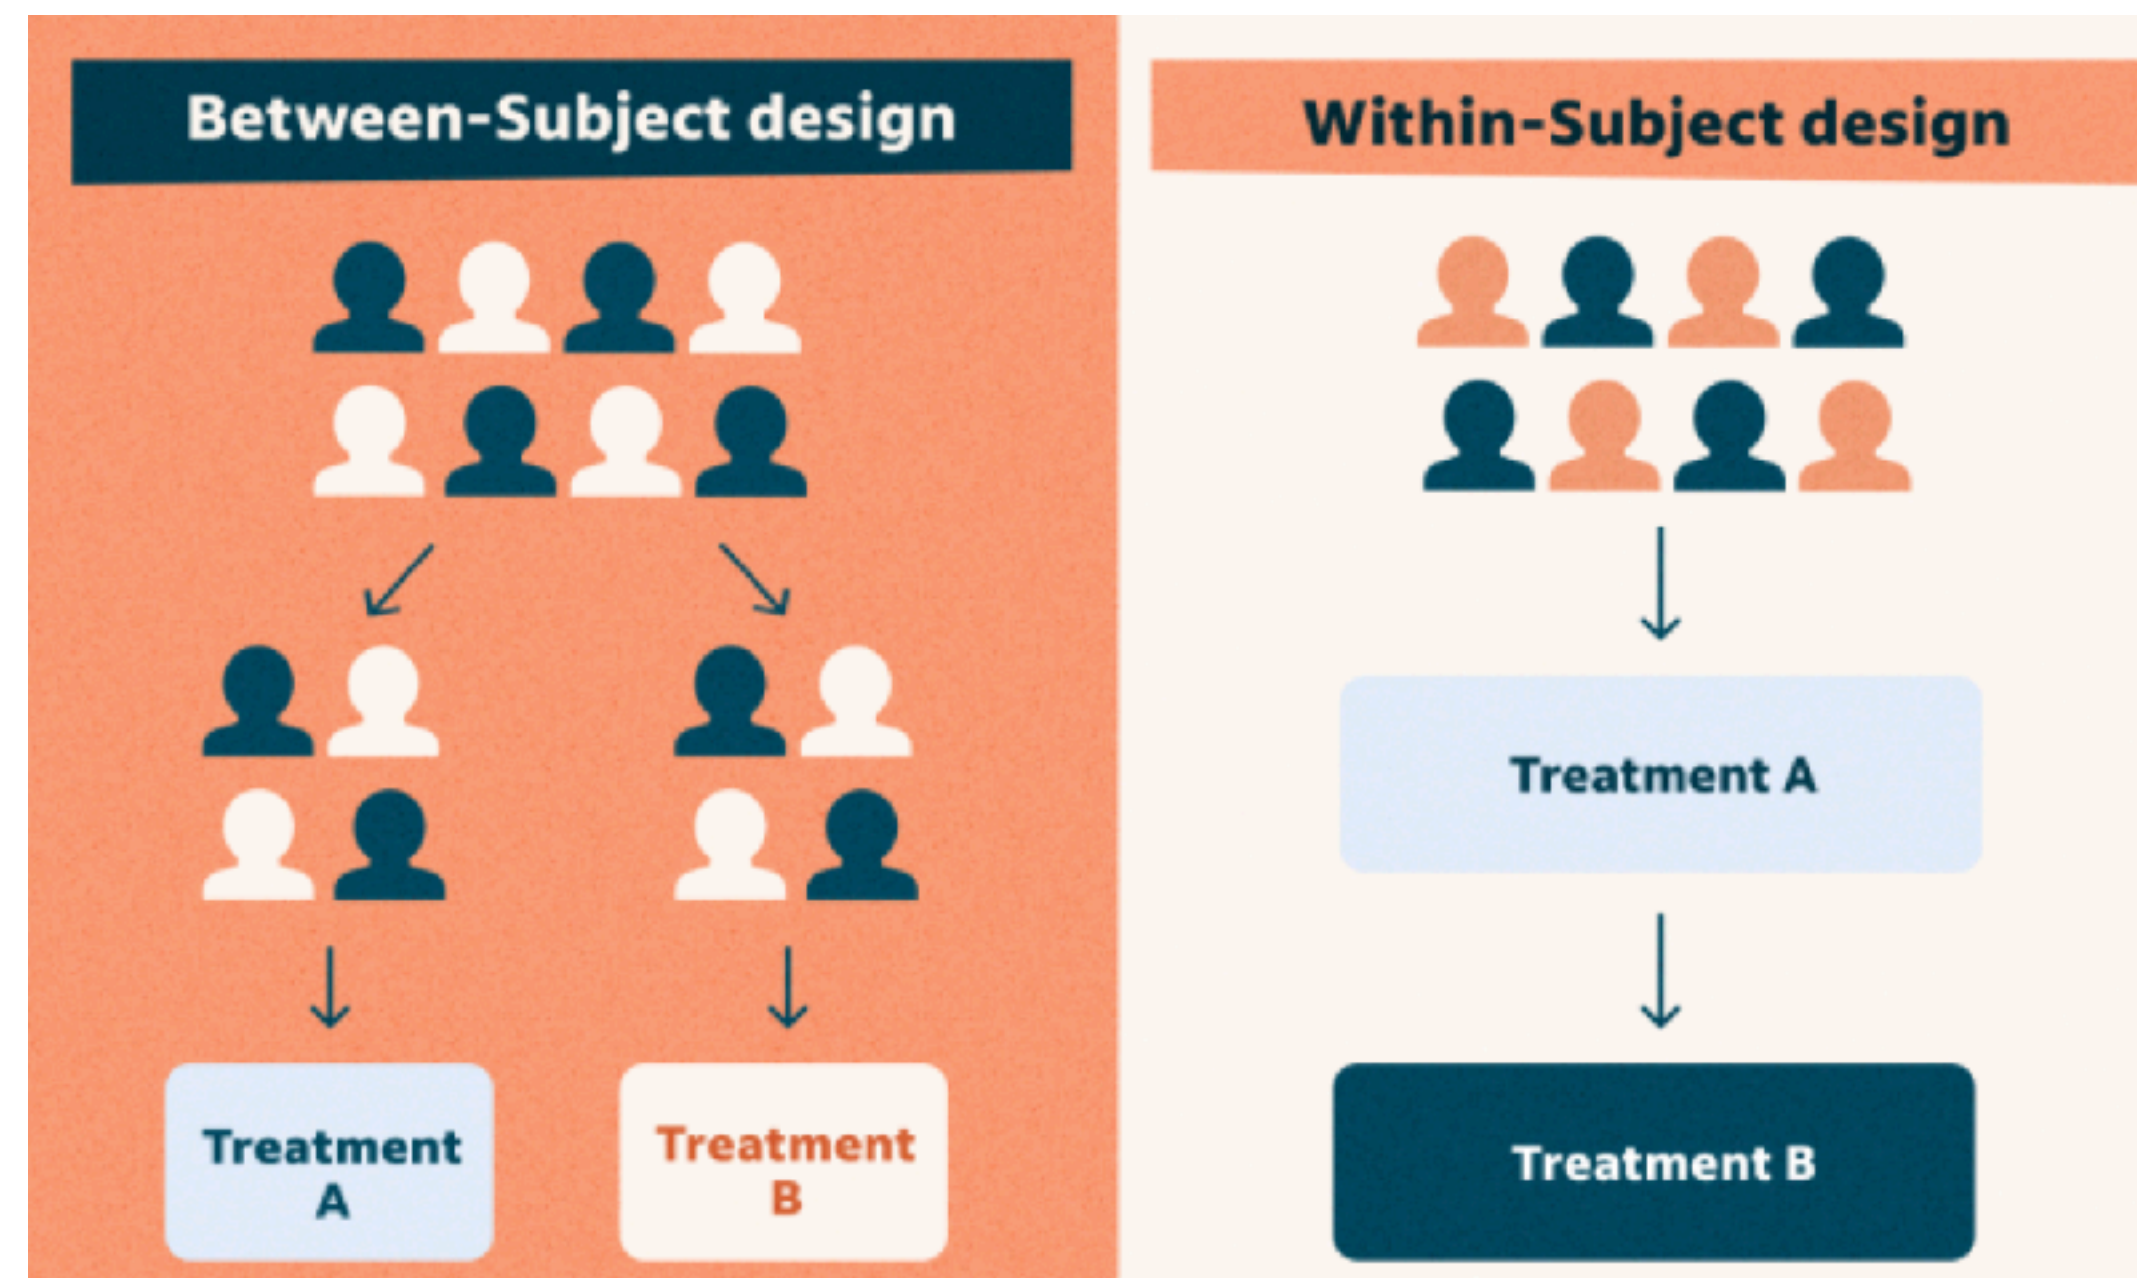 Between-Subject design
Treatment
A
Treatment
B
Within-Subject design
Treatment A
Treatment B